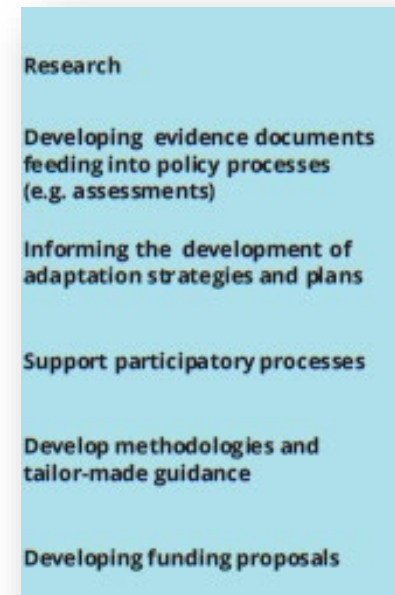 Research
Developing evidence documents
feeding into policy processes
(e.g. assessments)
Informing the development of
adaptation strategies and plans
Support participatory processes
Develop methodologies and
tailor-made guidance
Developing funding proposals